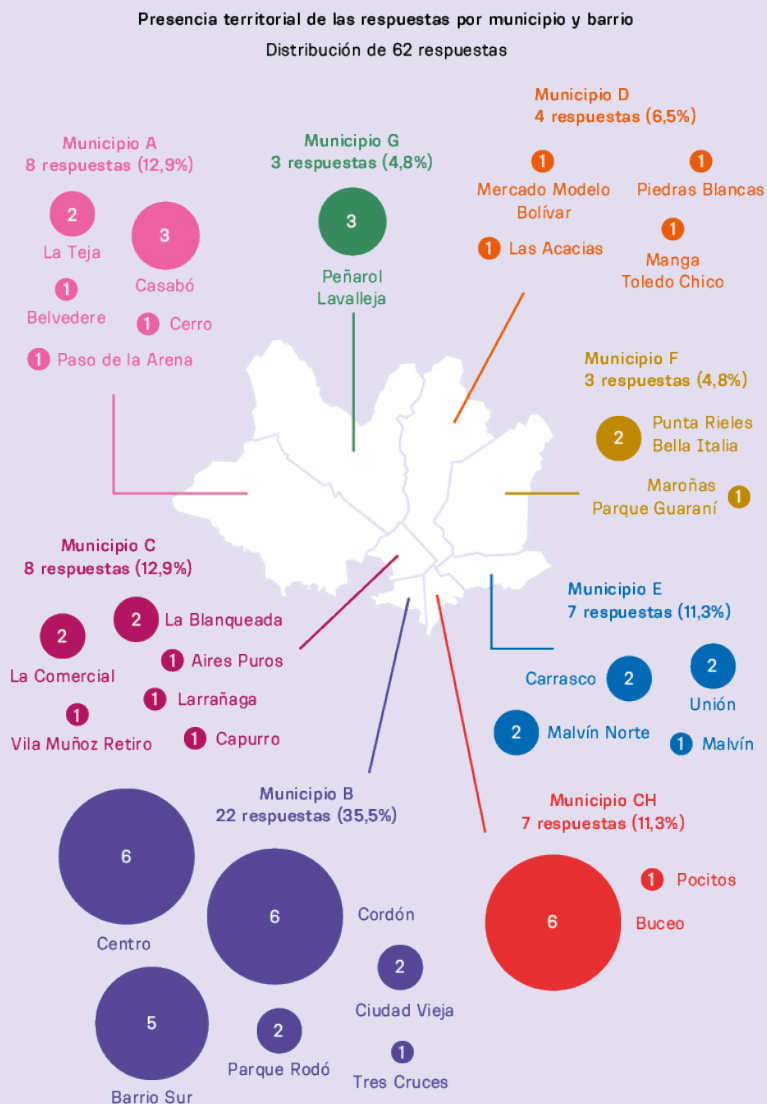 Presencia territorial de las respuestas por municipio y barrio
Distribución de 62 respuestas
Municipio A
8 respuestas (12,9%)
2
La Teja
3
Casabó
1
Belvedere
1 Cerro
1 Paso de la Arena
Municipio G
3 respuestas (4,8%)
3
Peñarol
Lavalleja
Municipio D
4 respuestas (6,5%)
1
Mercado Modelo
Bolívar
1
Piedras Blancas
1 Las Acacias
1
Manga
Toledo Chico
Municipio F
3 respuestas (4,8%)
2
Punta Rieles
Bella Italia
Maroñas
Parque Guaraní
1
Municipio C
8 respuestas (12,9%)
2
La Comercial
2 La Blanqueada
1 Aires Puros
1 Larrañaga
1
Vila Muñoz Retiro
1 Capurro
Municipio E
7 respuestas (11,3%)
Carrasco 2
2
Unión
2 Malvín Norte
1 Malvín
Municipio B
22 respuestas (35,5%)
6
Centro
6
Cordón
2
Ciudad Vieja
5
Barrio Sur
2
Parque Rodó
1
Tres Cruces
Municipio CH
7 respuestas (11,3%)
1 Pocitos
6
Buceo